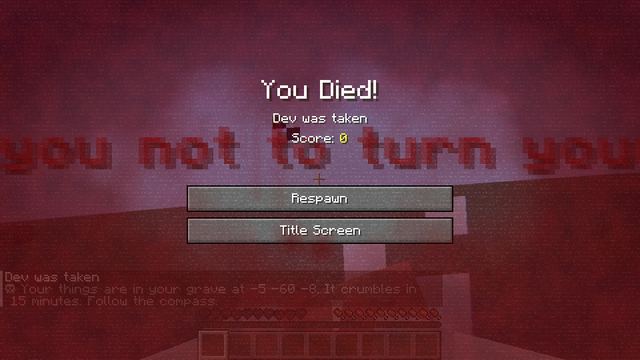 You Died!
Dev was taken
Score: 0
you not to turn your
Respawn
Title Screen
Dev was taken
☠ Your things are in your grave at -5 -60 -8. It crumbles in
15 minutes. Follow the compass.